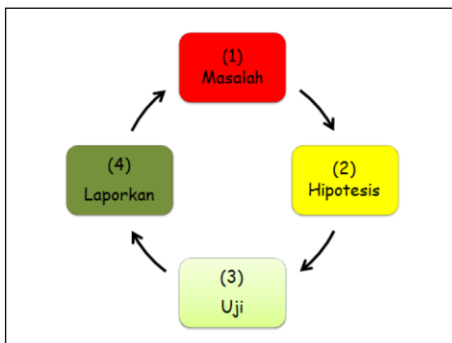 (1)
Masalah
(2)
Hipotesis
(3)
Uji
(4)
Laporkan